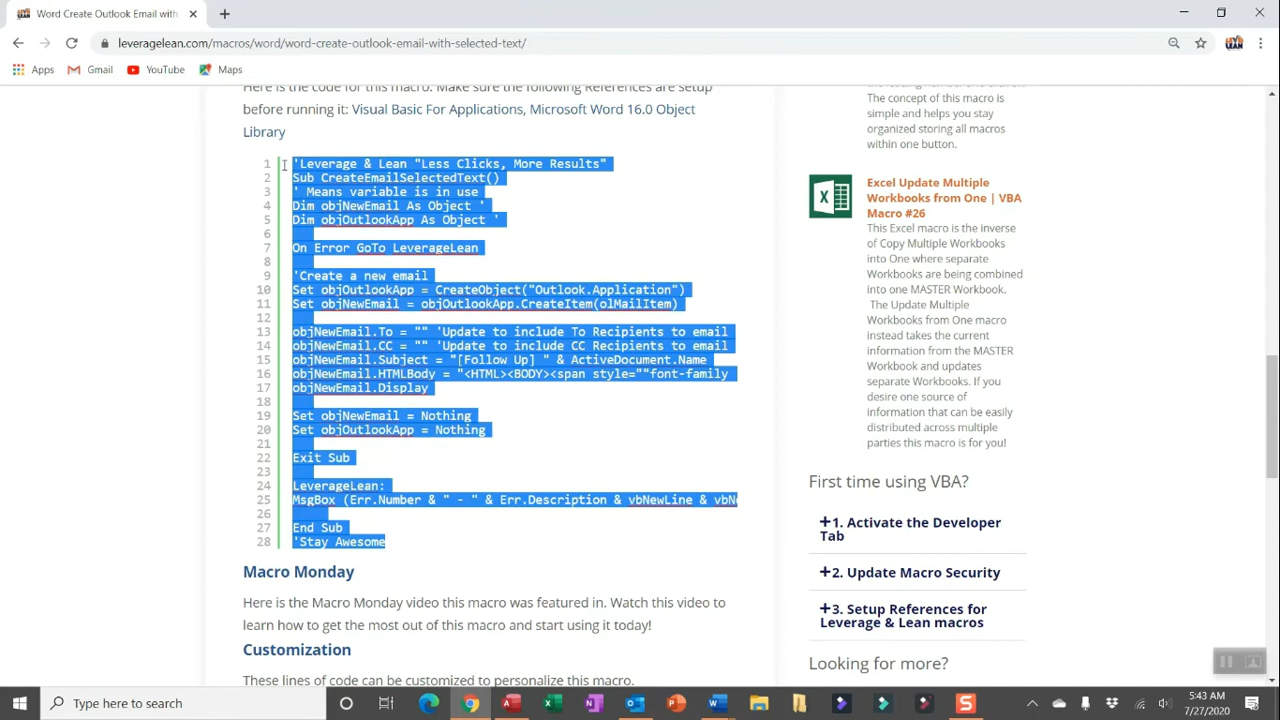 Word Create Outlook Email with
leveragelean.com/macros/word/word-create-outlook-email-with-selected-text/
Apps Gmail YouTube Maps
Here is the code for this macro. Make sure the following References are setup
before running it: Visual Basic For Applications, Microsoft Word 16.0 Object
Library
1 'Leverage & Lean "Less Clicks, More Results"
2 Sub CreateEmailSelectedText()
3 ' Means variable is in use
4 Dim objNewEmail As Object '
5 Dim objOutlookApp As Object '
6
7 On Error GoTo LeverageLean
8
9 'Create a new email
10 Set objOutlookApp = CreateObject("Outlook.Application")
11 Set objNewEmail = objOutlookApp.CreateItem(olMailItem)
12
13 objNewEmail.To = "" 'Update to include To Recipients to email
14 objNewEmail.CC = "" 'Update to include CC Recipients to email
15 objNewEmail.Subject = "[Follow Up] " & ActiveDocument.Name
16 objNewEmail.HTMLBody = "<HTML><BODY><span style=""font-family
17 objNewEmail.Display
18
19 Set objNewEmail = Nothing
20 Set objOutlookApp = Nothing
21
22 Exit Sub
23
24 LeverageLean:
25 MsgBox (Err.Number & " - " & Err.Description & vbNewLine & vbNe
26
27 End Sub
28 'Stay Awesome
Macro Monday
Here is the Macro Monday video this macro was featured in. Watch this video to
learn how to get the most out of this macro and start using it today!
Customization
These lines of code can be customized to personalize this macro.
The concept of this macro is
simple and helps you stay
organized storing all macros
within one button.
Excel Update Multiple
Workbooks from One | VBA
Macro #26
This Excel macro is the inverse
of Copy Multiple Workbooks
into One where separate
Workbooks are being combined
into one MASTER Workbook.
The Update Multiple
Workbooks from One macro
instead takes the current
information from the MASTER
Workbook and updates
separate Workbooks. If you
desire one source of
information that can be easily
distributed across multiple
parties this macro is for you!
First time using VBA?
+1. Activate the Developer
Tab
+2. Update Macro Security
+3. Setup References for
Leverage & Lean macros
Looking for more?
Type here to search
5:43 AM
7/27/2020